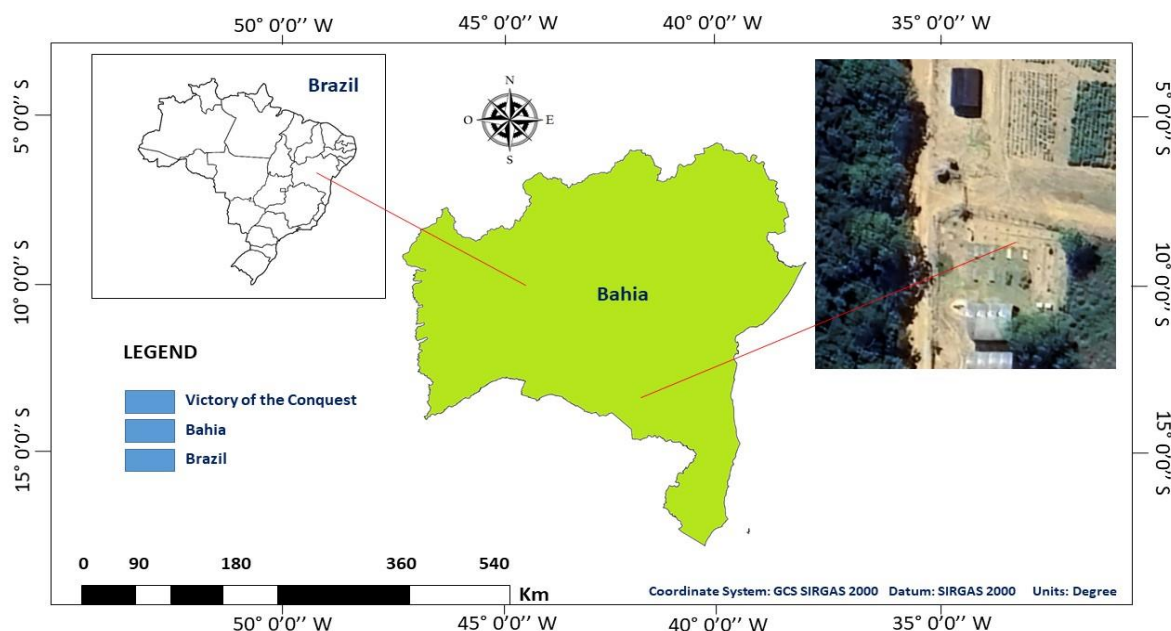 50° 0’0’’ W
45° 0’0’’ W
40° 0’0’’ W
35° 0’0’’ W
5° 0’0’’ S
10° 0’0’’ S
15° 0’0’’ S
Brazil
N
O E
S
Bahia
5° 0’0’’ S
10° 0’0’’ S
15° 0’0’’ S
LEGEND
Victory of the Conquest
Bahia
Brazil
0 90 180 360 540
Km
Coordinate System: GCS SIRGAS 2000 Datum: SIRGAS 2000 Units: Degree
50° 0’0’’ W
45° 0’0’’ W
40° 0’0’’ W
35° 0’0’’ W